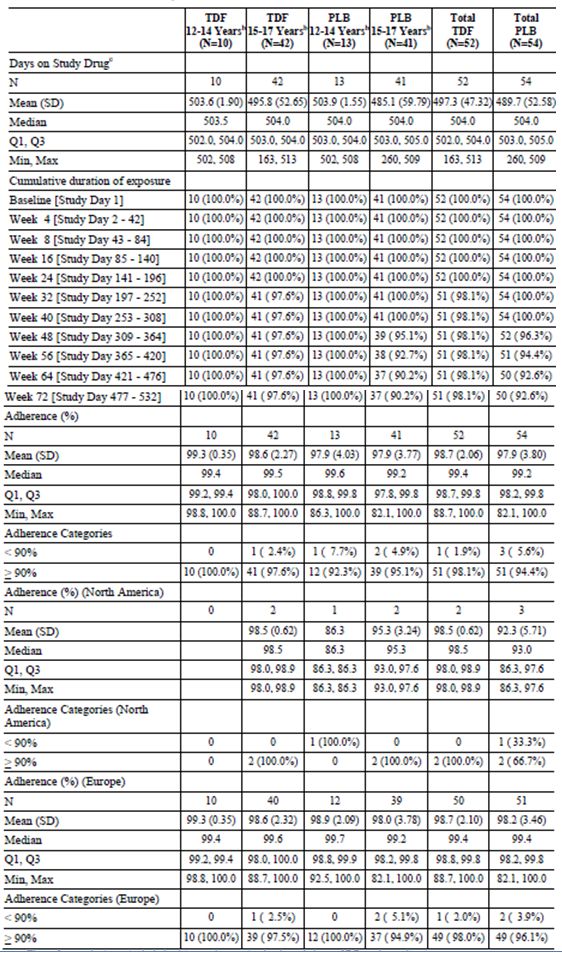 TDF 12-14 Years^b (N=10) TDF 15-17 Years^b (N=42) PLB 12-14 Years^b (N=13) PLB 15-17 Years^b (N=41) Total TDF (N=52) Total PLB (N=54)
Days on Study Drug^c
N 10 42 13 41 52 54
Mean (SD) 503.6 (1.90) 495.8 (52.65) 503.9 (1.55) 485.1 (59.79) 497.3 (47.32) 489.7 (52.58)
Median 503.5 504.0 504.0 504.0 504.0 504.0
Q1, Q3 502.0, 504.0 503.0, 504.0 503.0, 504.0 503.0, 505.0 502.0, 504.0 503.0, 505.0
Min, Max 502, 508 163, 513 502, 508 260, 509 163, 513 260, 509
Cumulative duration of exposure
Baseline [Study Day 1] 10 (100.0%) 42 (100.0%) 13 (100.0%) 41 (100.0%) 52 (100.0%) 54 (100.0%)
Week 4 [Study Day 2 - 42] 10 (100.0%) 42 (100.0%) 13 (100.0%) 41 (100.0%) 52 (100.0%) 54 (100.0%)
Week 8 [Study Day 43 - 84] 10 (100.0%) 42 (100.0%) 13 (100.0%) 41 (100.0%) 52 (100.0%) 54 (100.0%)
Week 16 [Study Day 85 - 140] 10 (100.0%) 42 (100.0%) 13 (100.0%) 41 (100.0%) 52 (100.0%) 54 (100.0%)
Week 24 [Study Day 141 - 196] 10 (100.0%) 42 (100.0%) 13 (100.0%) 41 (100.0%) 52 (100.0%) 54 (100.0%)
Week 32 [Study Day 197 - 252] 10 (100.0%) 41 ( 97.6%) 13 (100.0%) 41 (100.0%) 51 ( 98.1%) 54 (100.0%)
Week 40 [Study Day 253 - 308] 10 (100.0%) 41 ( 97.6%) 13 (100.0%) 41 (100.0%) 51 ( 98.1%) 54 (100.0%)
Week 48 [Study Day 309 - 364] 10 (100.0%) 41 ( 97.6%) 13 (100.0%) 39 ( 95.1%) 51 ( 98.1%) 52 ( 96.3%)
Week 56 [Study Day 365 - 420] 10 (100.0%) 41 ( 97.6%) 13 (100.0%) 38 ( 92.7%) 51 ( 98.1%) 51 ( 94.4%)
Week 64 [Study Day 421 - 476] 10 (100.0%) 41 ( 97.6%) 13 (100.0%) 37 ( 90.2%) 51 ( 98.1%) 50 ( 92.6%)
Week 72 [Study Day 477 - 532] 10 (100.0%) 41 ( 97.6%) 13 (100.0%) 37 ( 90.2%) 51 ( 98.1%) 50 ( 92.6%)
Adherence (%)
N 10 42 13 41 52 54
Mean (SD) 99.3 (0.35) 98.6 (2.27) 97.9 (4.03) 97.9 (3.77) 98.7 (2.06) 97.9 (3.80)
Median 99.4 99.5 99.6 99.2 99.4 99.2
Q1, Q3 99.2, 99.4 98.0, 100.0 98.8, 99.8 97.8, 99.8 98.7, 99.8 98.2, 99.8
Min, Max 98.8, 100.0 88.7, 100.0 86.3, 100.0 82.1, 100.0 88.7, 100.0 82.1, 100.0
Adherence Categories
< 90% 0 1 ( 2.4%) 1 ( 7.7%) 2 ( 4.9%) 1 ( 1.9%) 3 ( 5.6%)
≥ 90% 10 (100.0%) 41 ( 97.6%) 12 ( 92.3%) 39 ( 95.1%) 51 ( 98.1%) 51 ( 94.4%)
Adherence (%) (North America)
N 0 2 1 2 2 3
Mean (SD) 98.5 (0.62) 86.3 95.3 (3.24) 98.5 (0.62) 92.3 (5.71)
Median 98.5 86.3 95.3 98.5 93.0
Q1, Q3 98.0, 98.9 86.3, 86.3 93.0, 97.6 98.0, 98.9 86.3, 97.6
Min, Max 98.0, 98.9 86.3, 86.3 93.0, 97.6 98.0, 98.9 86.3, 97.6
Adherence Categories (North
America)
< 90% 0 0 1 (100.0%) 0 0 1 ( 33.3%)
≥ 90% 0 2 (100.0%) 0 2 (100.0%) 2 (100.0%) 2 ( 66.7%)
Adherence (%) (Europe)
N 10 40 12 39 50 51
Mean (SD) 99.3 (0.35) 98.6 (2.32) 98.9 (2.09) 98.0 (3.78) 98.7 (2.10) 98.2 (3.46)
Median 99.4 99.6 99.7 99.2 99.4 99.4
Q1, Q3 99.2, 99.4 98.0, 100.0 98.8, 99.9 98.2, 99.8 98.8, 99.8 98.2, 99.8
Min, Max 98.8, 100.0 88.7, 100.0 92.5, 100.0 82.1, 100.0 88.7, 100.0 82.1, 100.0
Adherence Categories (Europe)
< 90% 0 1 ( 2.5%) 0 2 ( 5.1%) 1 ( 2.0%) 2 ( 3.9%)
≥ 90% 10 (100.0%) 39 ( 97.5%) 12 (100.0%) 37 ( 94.9%) 49 ( 98.0%) 49 ( 96.1%)